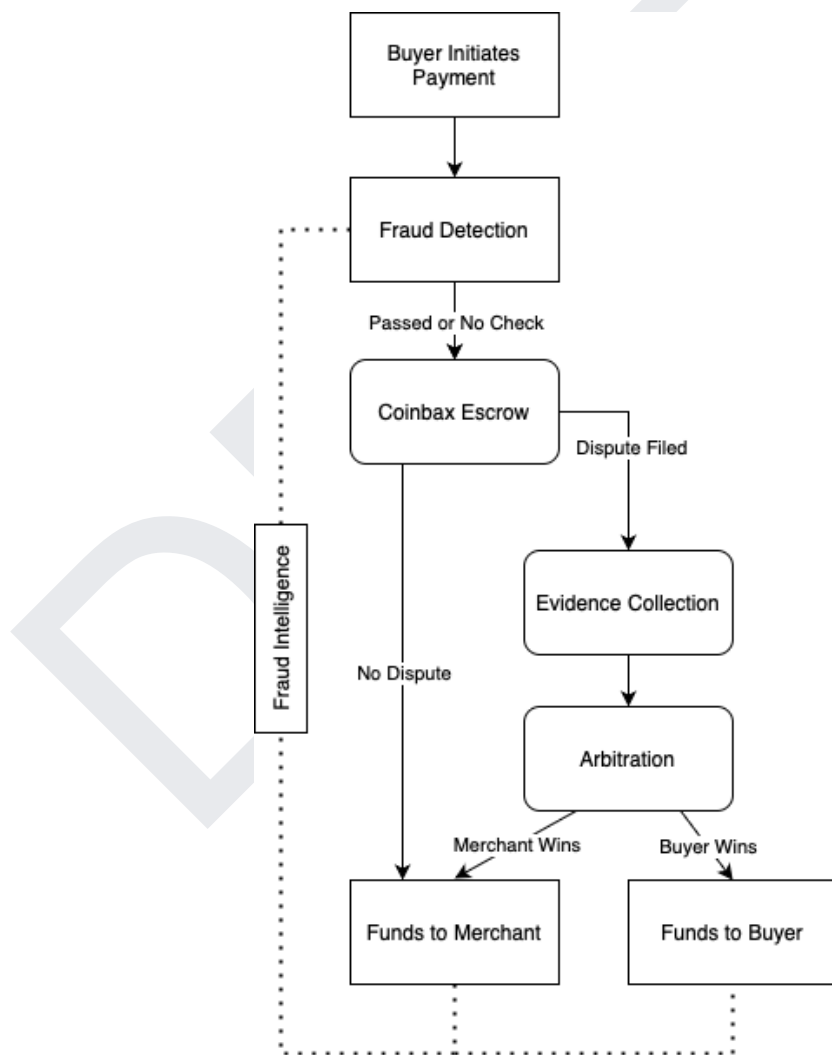 Buyer Initiates
Payment
Fraud Detection
Passed or No Check
Coinbax Escrow
Dispute Filed
Evidence Collection
Fraud Intelligence
No Dispute
Arbitration
Merchant Wins
Buyer Wins
Funds to Merchant
Funds to Buyer